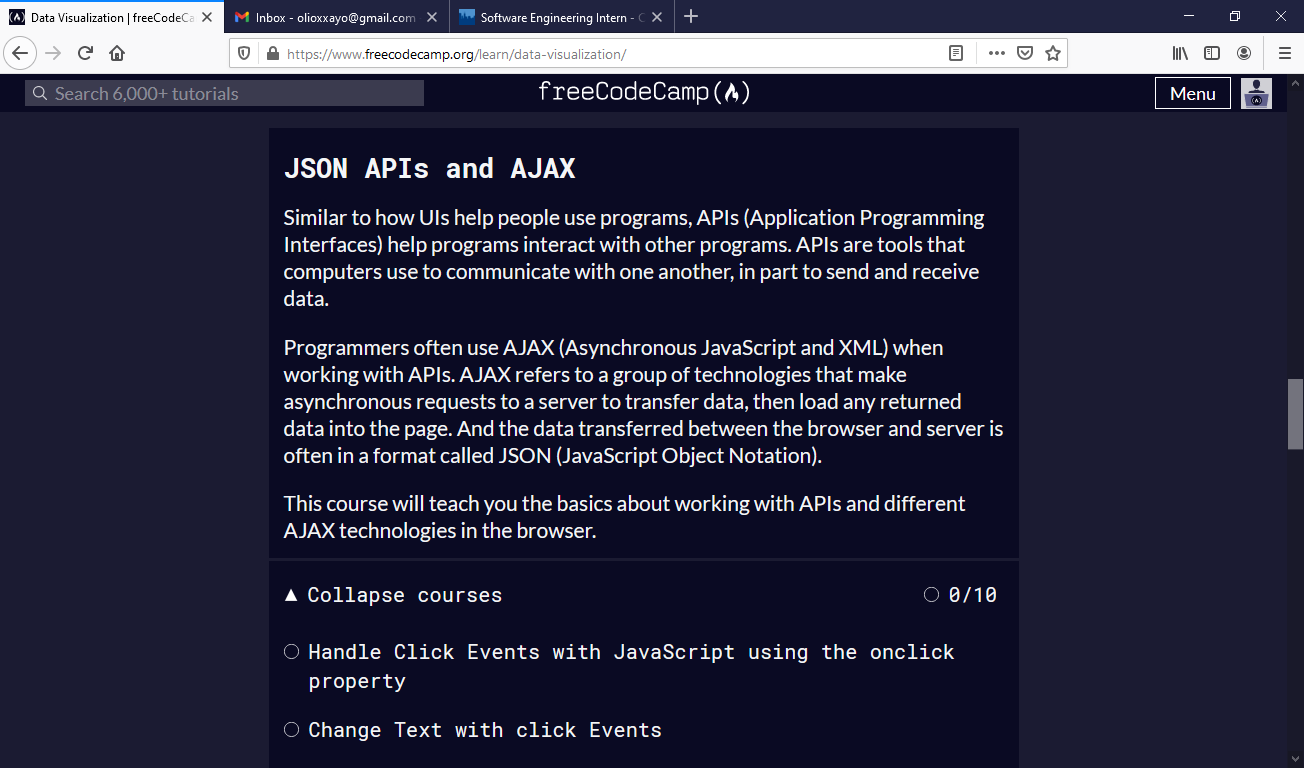 Data Visualization | freeCodeCa
Inbox - olioxxayo@gmail.com
Software Engineering Intern - C
https://www.freecodecamp.org/learn/data-visualization/
Search 6,000+ tutorials
freeCodeCamp
Menu
JSON APIs and AJAX
Similar to how UIs help people use programs, APIs (Application Programming
Interfaces) help programs interact with other programs. APIs are tools that
computers use to communicate with one another, in part to send and receive
data.
Programmers often use AJAX (Asynchronous JavaScript and XML) when
working with APIs. AJAX refers to a group of technologies that make
asynchronous requests to a server to transfer data, then load any returned
data into the page. And the data transferred between the browser and server is
often in a format called JSON (JavaScript Object Notation).
This course will teach you the basics about working with APIs and different
AJAX technologies in the browser.
Collapse courses 0/10
Handle Click Events with JavaScript using the onclick
property
Change Text with click Events